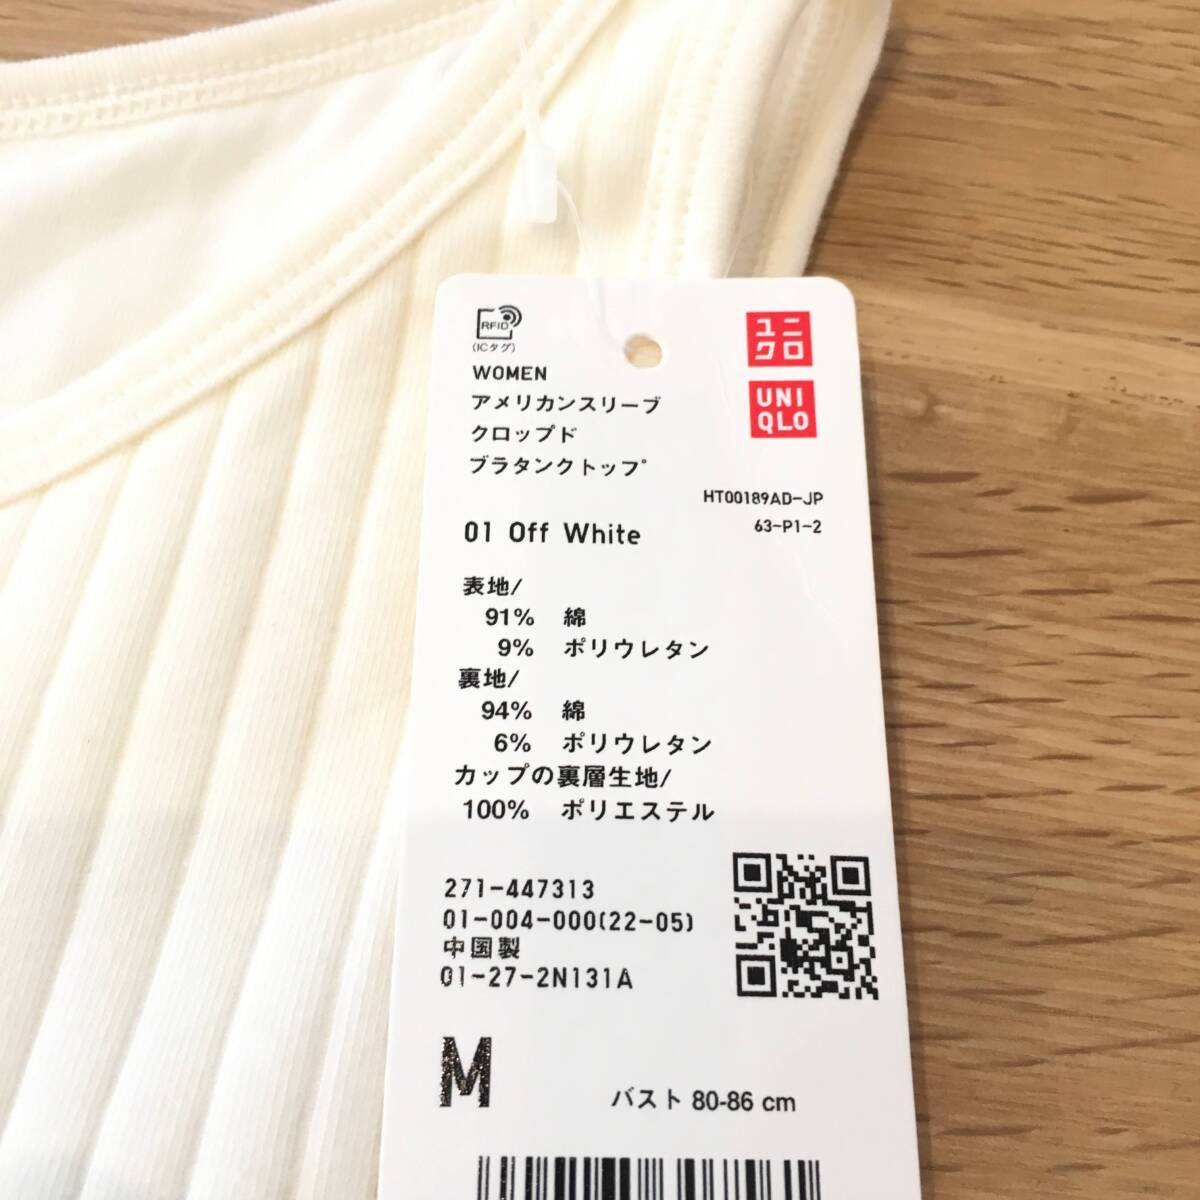 RFID
(ICタグ)
ユニ
クロ
UNI
QLO
WOMEN
アメリカンスリーブ
クロップド
ブラタンクトップ
HT00189AD-JP
63-P1-2
01 Off White
表地/
91% 綿
9% ポリウレタン
裏地/
94% 綿
6% ポリウレタン
カップの裏層生地/
100% ポリエステル
271-447313
01-004-000(22-05)
中国製
01-27-2N131A
M
バスト 80-86 cm